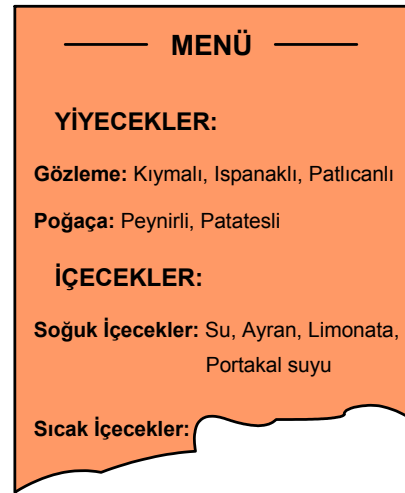 MENÜ
YİYECEKLER:
Gözleme: Kıymalı, Ispanaklı, Patlıcanlı
Poğaça: Peynirli, Patatesli
İÇECEKLER:
Soğuk İçecekler: Su, Ayran, Limonata,
Portakal suyu
Sıcak İçecekler: